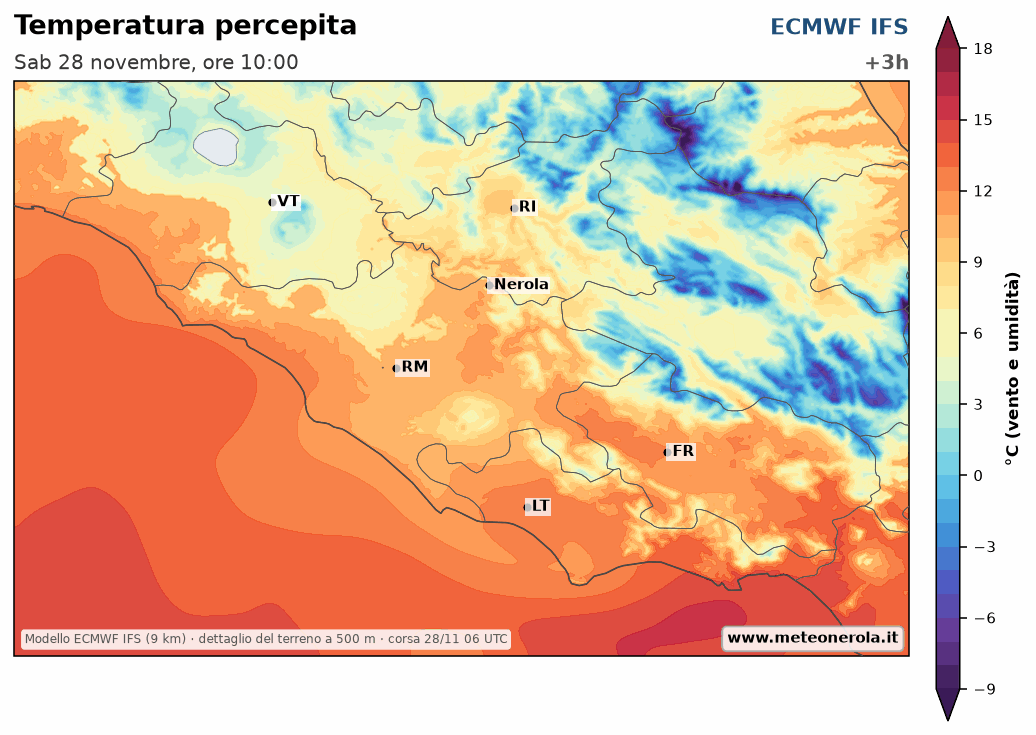 Temperatura percepita
ECMWF IFS
Sab 28 novembre, ore 10:00
+3h
VT
RI
Nerola
RM
FR
LT
Modello ECMWF IFS (9 km) · dettaglio del terreno a 500 m · corsa 28/11 06 UTC
www.meteonerola.it
18
15
12
9
6
3
0
−3
−6
−9
°C (vento e umidità)